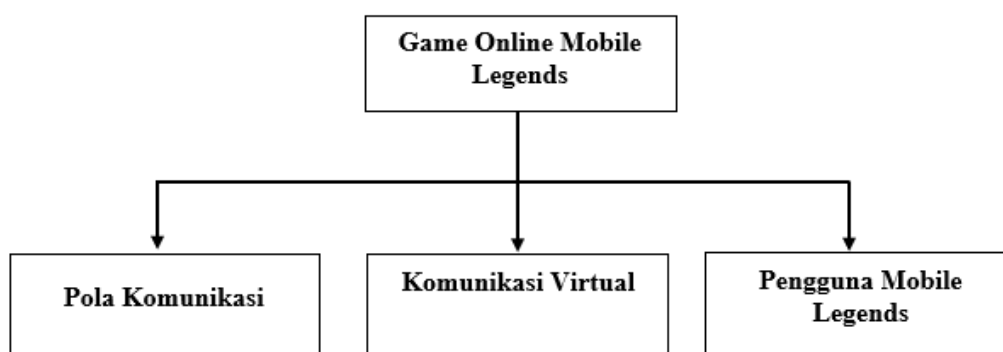 Game Online Mobile
Legends
Pola Komunikasi
Komunikasi Virtual
Pengguna Mobile
Legends